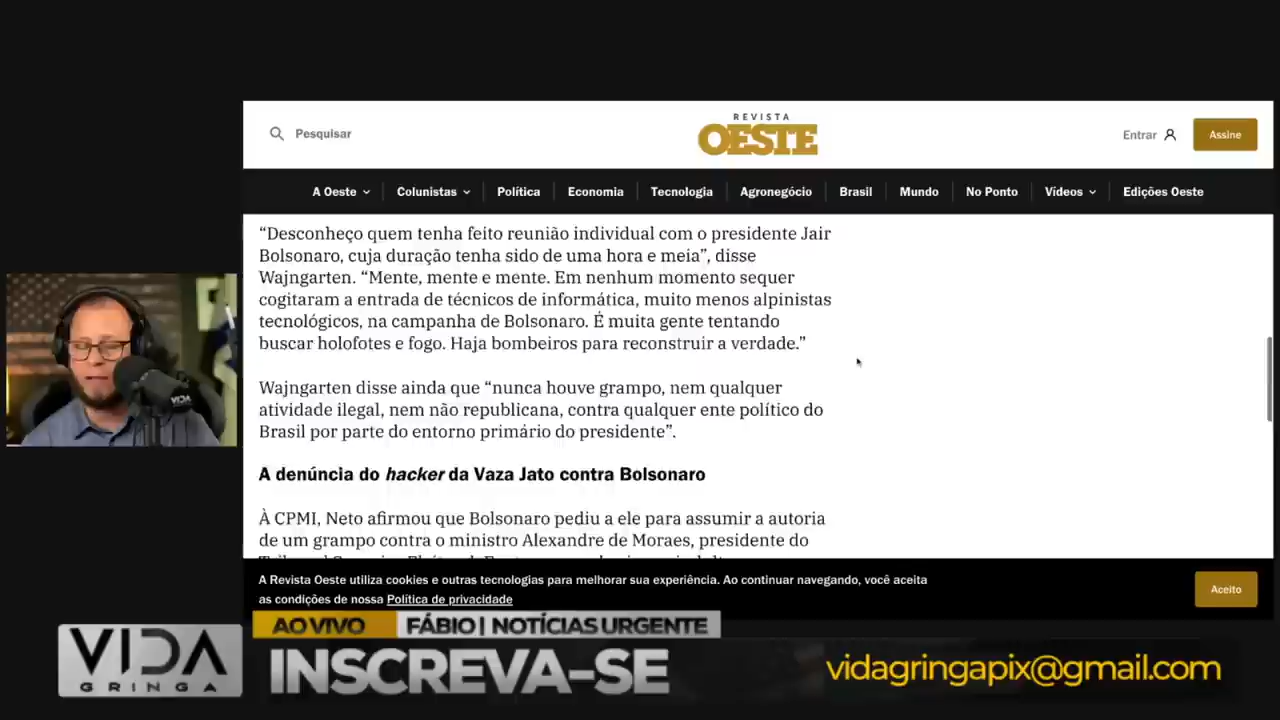 Pesquisar
REVISTA
OESTE
Entrar
Assine
A Oeste
Colunistas
Política
Economia
Tecnologia
Agronegócio
Brasil
Mundo
No Ponto
Vídeos
Edições Oeste
“Desconheço quem tenha feito reunião individual com o presidente Jair
Bolsonaro, cuja duração tenha sido de uma hora e meia”, disse
Wajngarten. “Mente, mente e mente. Em nenhum momento sequer
cogitaram a entrada de técnicos de informática, muito menos alpinistas
tecnológicos, na campanha de Bolsonaro. É muita gente tentando
buscar holofotes e fogo. Haja bombeiros para reconstruir a verdade.”
Wajngarten disse ainda que “nunca houve grampo, nem qualquer
atividade ilegal, nem não republicana, contra qualquer ente político do
Brasil por parte do entorno primário do presidente”.
A denúncia do hacker da Vaza Jato contra Bolsonaro
À CPMI, Neto afirmou que Bolsonaro pediu a ele para assumir a autoria
de um grampo contra o ministro Alexandre de Moraes, presidente do
A Revista Oeste utiliza cookies e outras tecnologias para melhorar sua experiência. Ao continuar navegando, você aceita
as condições de nossa Política de privacidade
Aceito
AO VIVO
FÁBIO | NOTÍCIAS URGENTE
VIDA
GRINGA
INSCREVA-SE
vidagringapix@gmail.com